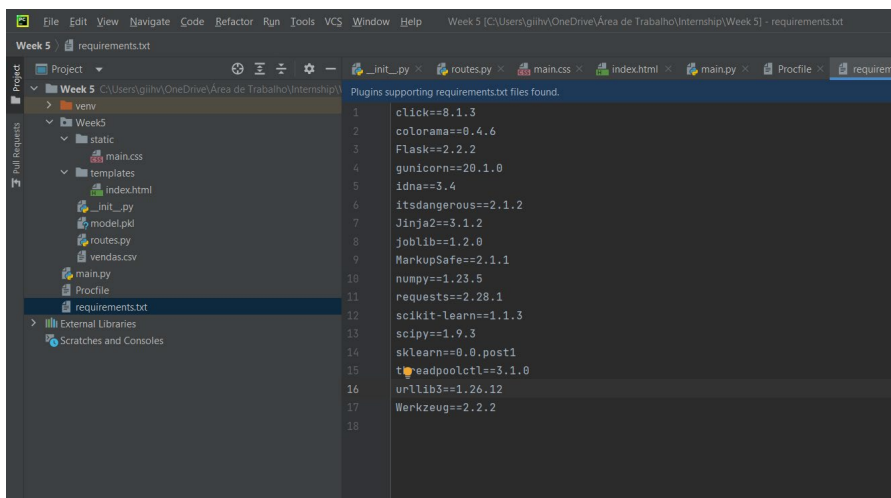 File Edit View Navigate Code Refactor Run Tools VCS Window Help Week 5 [C:\Users\giihv\OneDrive\Área de Trabalho\Internship\Week 5] - requirements.txt
Week 5 requirements.txt
Project
__init__.py routes.py main.css index.html main.py Procfile requirem
Project
Pull Requests
Week 5 C:\Users\giihv\OneDrive\Área de Trabalho\Internship\
venv
Week5
static
main.css
templates
index.html
__init__.py
model.pkl
routes.py
vendas.csv
main.py
Procfile
requirements.txt
External Libraries
Scratches and Consoles
Plugins supporting requirements.txt files found.
1 click==8.1.3
2 colorama==0.4.6
3 Flask==2.2.2
4 gunicorn==20.1.0
5 idna==3.4
6 itsdangerous==2.1.2
7 Jinja2==3.1.2
8 joblib==1.2.0
9 MarkupSafe==2.1.1
10 numpy==1.23.5
11 requests==2.28.1
12 scikit-learn==1.1.3
13 scipy==1.9.3
14 sklearn==0.0.post1
15 threadpoolctl==3.1.0
16 urllib3==1.26.12
17 Werkzeug==2.2.2
18